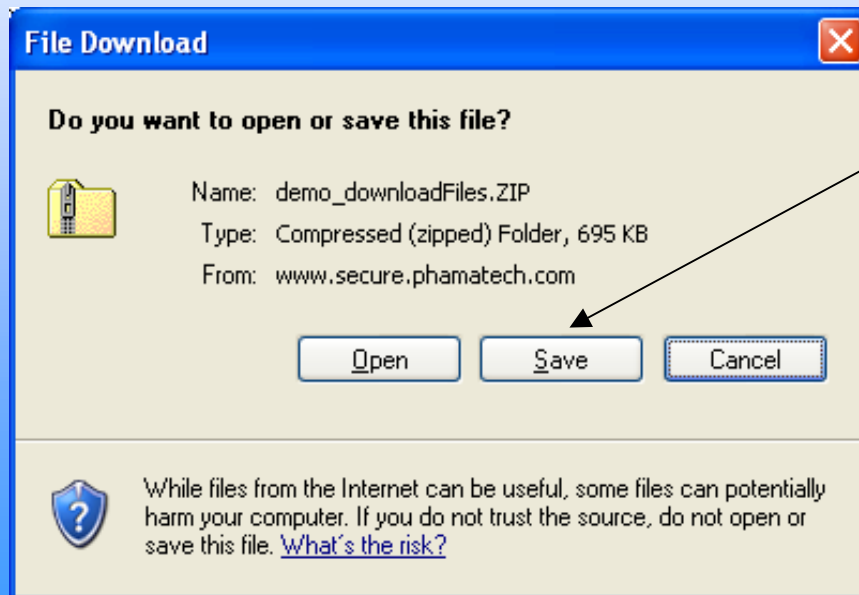 File Download
Do you want to open or save this file?
Name: demo_downloadFiles.ZIP
Type: Compressed (zipped) Folder, 695 KB
From: www.secure.phamatech.com
Open Save Cancel
While files from the Internet can be useful, some files can potentially
harm your computer. If you do not trust the source, do not open or
save this file. What's the risk?